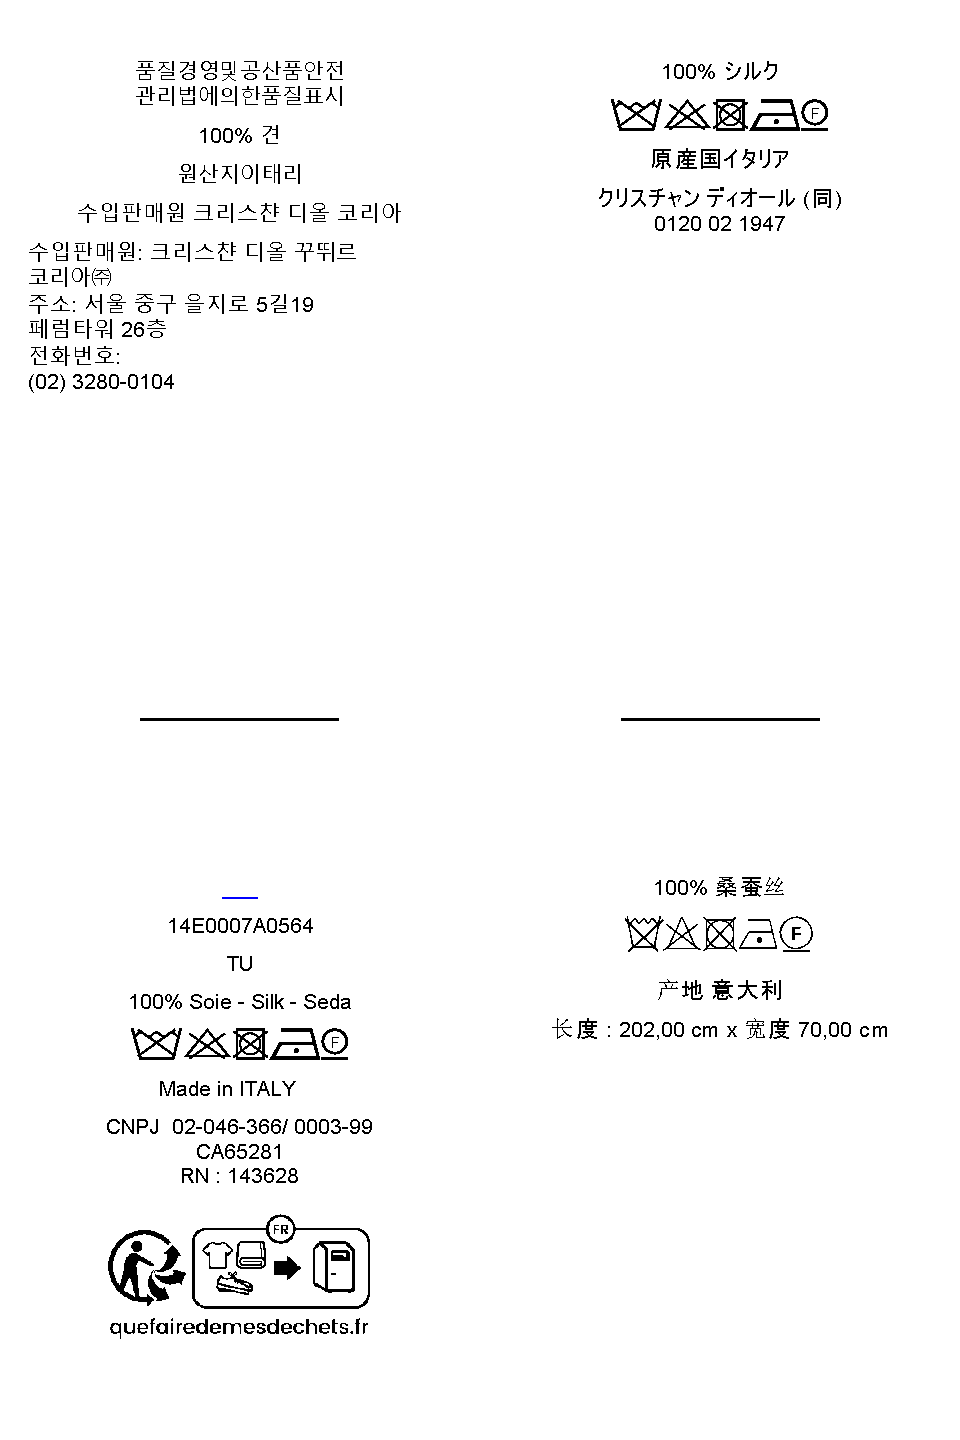 품질경영및공산품안전
관리법에의한품질표시
100% 견
원산지이태리
수입판매원 크리스챤 디올 코리아
수입판매원: 크리스챤 디올 꾸뛰르
코리아㈜
주소: 서울 중구 을지로 5길19
페럼타워 26층
전화번호:
(02) 3280-0104
100% シルク
F
原産国イタリア
クリスチャン ディオール (同)
0120 02 1947
14E0007A0564
TU
100% Soie - Silk - Seda
F
Made in ITALY
CNPJ 02-046-366/ 0003-99
CA65281
RN : 143628
FR
quefairedemesdechets.fr
100% 桑蚕丝
F
产地 意大利
长度 : 202,00 cm x 宽度 70,00 cm